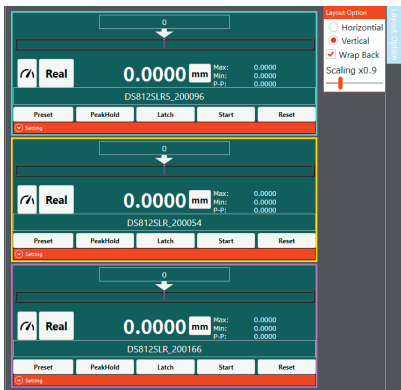 Layout Option
Horizontal
Vertical
Wrap Back
Scaling x0.9
Layout Option
0
Real
0.0000 mm
Max: 0.0000
Min: 0.0000
P-P: 0.0000
DS812SLR5_200096
Preset PeakHold Latch Start Reset
Setting
0
Real
0.0000 mm
Max: 0.0000
Min: 0.0000
P-P: 0.0000
DS812SLR_200054
Preset PeakHold Latch Start Reset
Setting
0
Real
0.0000 mm
Max: 0.0000
Min: 0.0000
P-P: 0.0000
DS812SLR_200166
Preset PeakHold Latch Start Reset
Setting